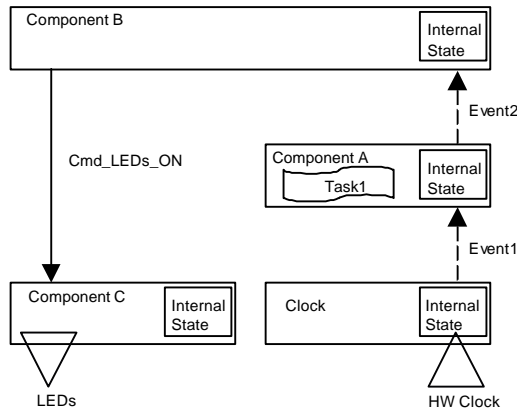 Component B
Internal
State
Event2
Cmd_LEDs_ON
Component A
Task1
Internal
State
Event1
Component C
Internal
State
Clock
Internal
State
LEDs
HW Clock